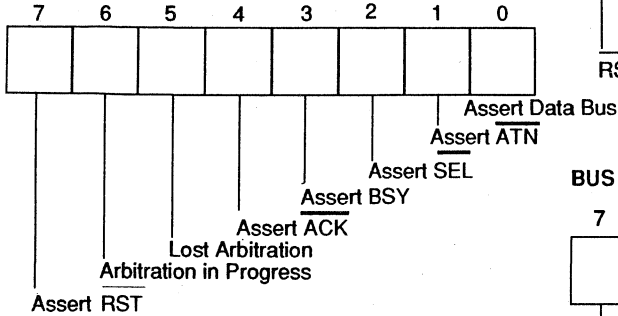 7 6 5 4 3 2 1 0
RS
Assert Data Bus
Assert ATN
Assert SEL
BUS
Assert BSY
7
Assert ACK
Lost Arbitration
Arbitration in Progress
Assert RST